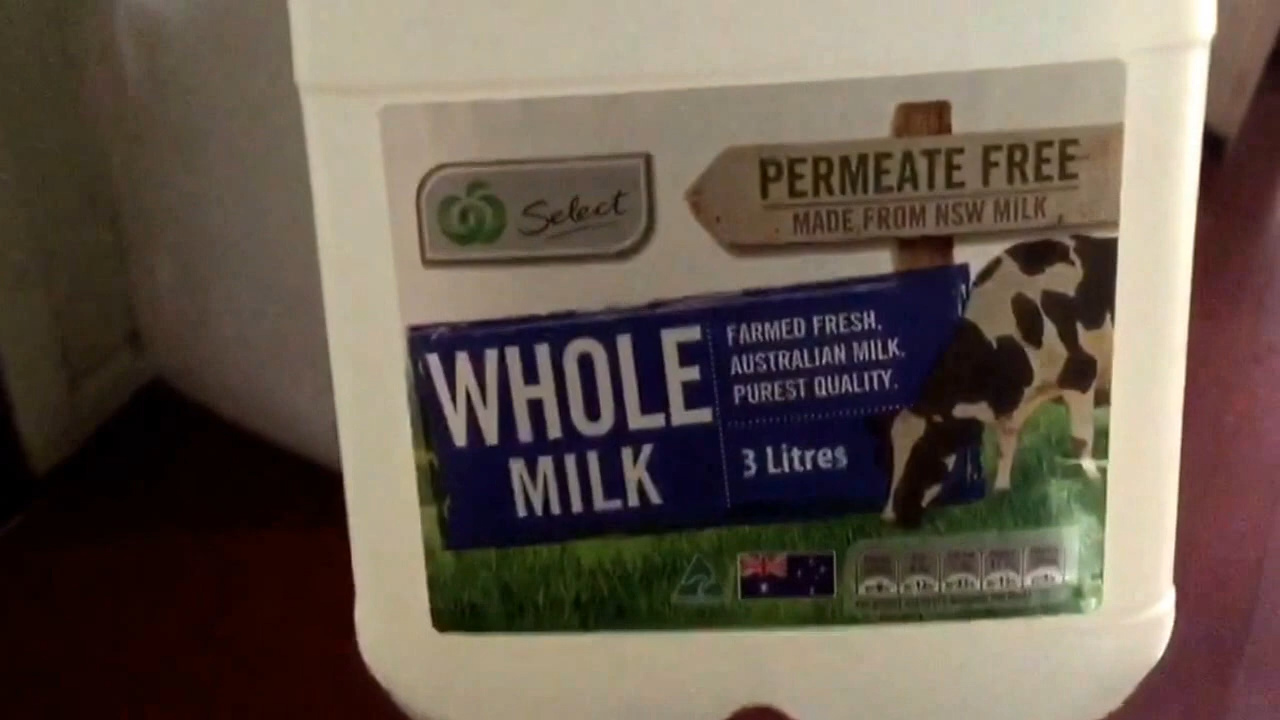 Select
PERMEATE FREE
MADE FROM NSW MILK
WHOLE
MILK
FARMED FRESH.
AUSTRALIAN MILK.
PUREST QUALITY.
3 Litres